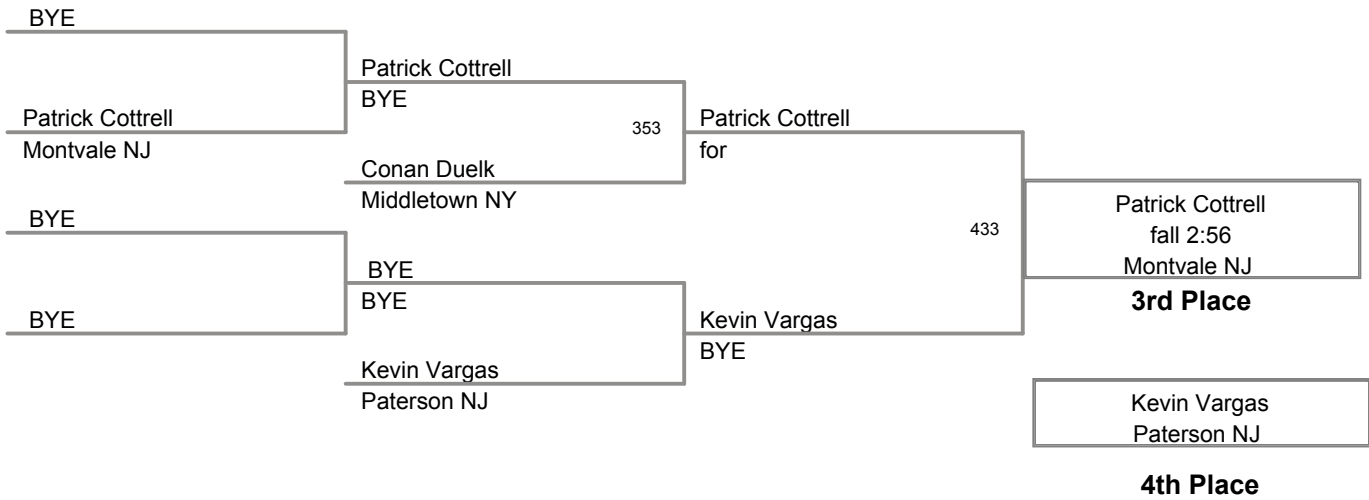 BYE
Patrick Cottrell
Montvale NJ
BYE
BYE
Patrick Cottrell
BYE
353
Conan Duelk
Middletown NY
BYE
BYE
Kevin Vargas
Paterson NJ
Patrick Cottrell
for
433
Kevin Vargas
BYE
Patrick Cottrell
fall 2:56
Montvale NJ
3rd Place
Kevin Vargas
Paterson NJ
4th Place